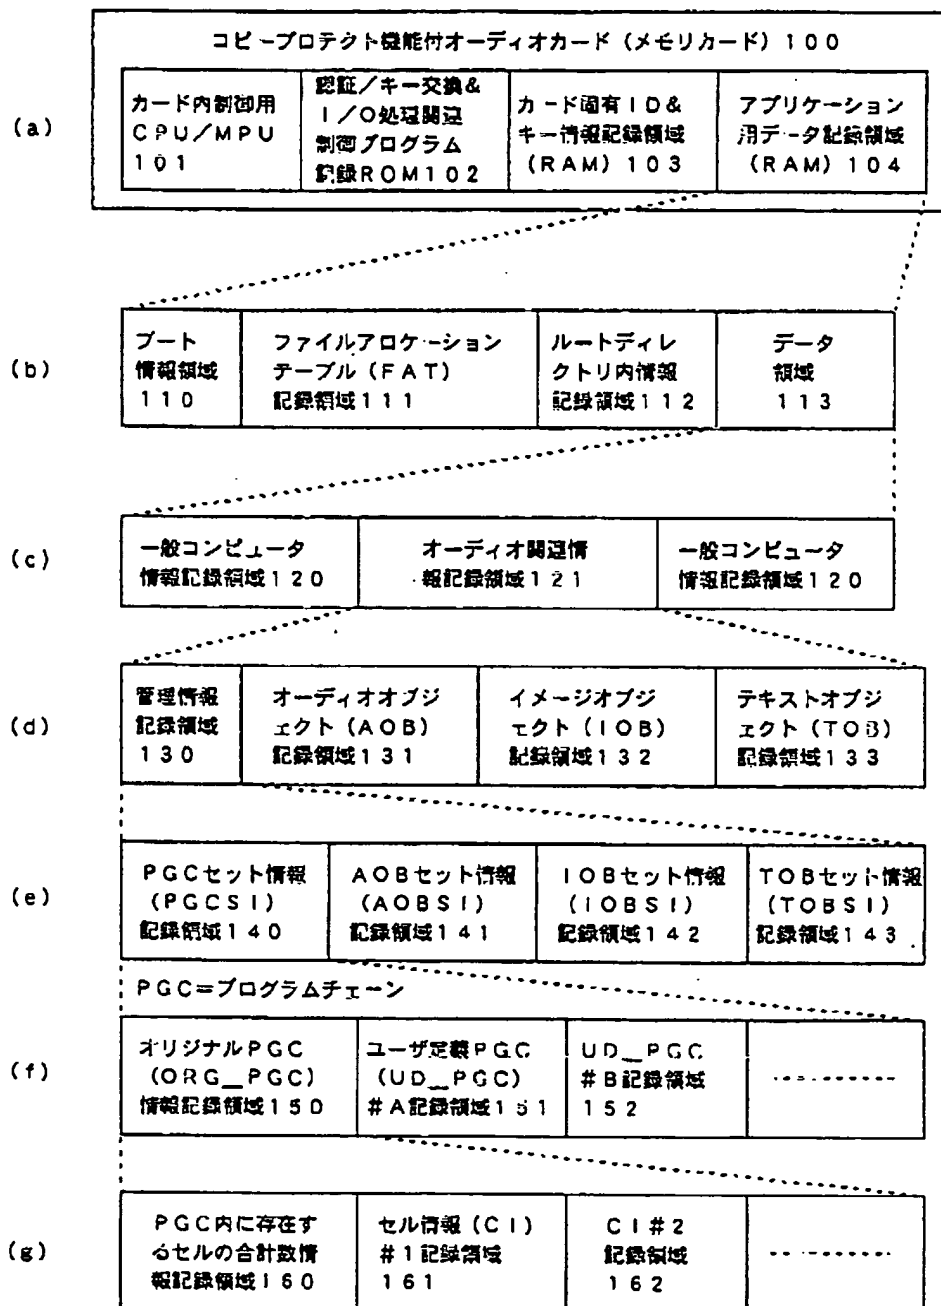 コピープロテクト機能付オーディオカード（メモリカード）１００
(a)
カード内制御用
ＣＰＵ／ＭＰＵ
１０１
認証／キー交換＆
Ｉ／Ｏ処理関連
制御プログラム
記録ＲＯＭ１０２
カード固有ＩＤ＆
キー情報記録領域
（ＲＡＭ）１０３
アプリケーション
用データ記録領域
（ＲＡＭ）１０４
(b)
ブート
情報領域
１１０
ファイルアロケーション
テーブル（ＦＡＴ）
記録領域１１１
ルートディレ
クトリ内情報
記録領域１１２
データ
領域
１１３
(c)
一般コンピュータ
情報記録領域１２０
オーディオ関連情
報記録領域１２１
一般コンピュータ
情報記録領域１２０
(d)
管理情報
記録領域
１３０
オーディオオブジ
ェクト（ＡＯＢ）
記録領域１３１
イメージオブジ
ェクト（ＩＯＢ）
記録領域１３２
テキストオブジ
ェクト（ＴＯＢ）
記録領域１３３
(e)
ＰＧＣセット情報
（ＰＧＣＳＩ）
記録領域１４０
ＡＯＢセット情報
（ＡＯＢＳＩ）
記録領域１４１
ＩＯＢセット情報
（ＩＯＢＳＩ）
記録領域１４２
ＴＯＢセット情報
（ＴＯＢＳＩ）
記録領域１４３
ＰＧＣ＝プログラムチェーン
(f)
オリジナルＰＧＣ
（ＯＲＧ＿ＰＧＣ）
情報記録領域１５０
ユーザ定義ＰＧＣ
（ＵＤ＿ＰＧＣ）
＃Ａ記録領域１５１
ＵＤ＿ＰＧＣ
＃Ｂ記録領域
１５２
(g)
ＰＧＣ内に存在す
るセルの合計数情
報記録領域１６０
セル情報（ＣＩ）
＃１記録領域
１６１
ＣＩ＃２
記録領域
１６２